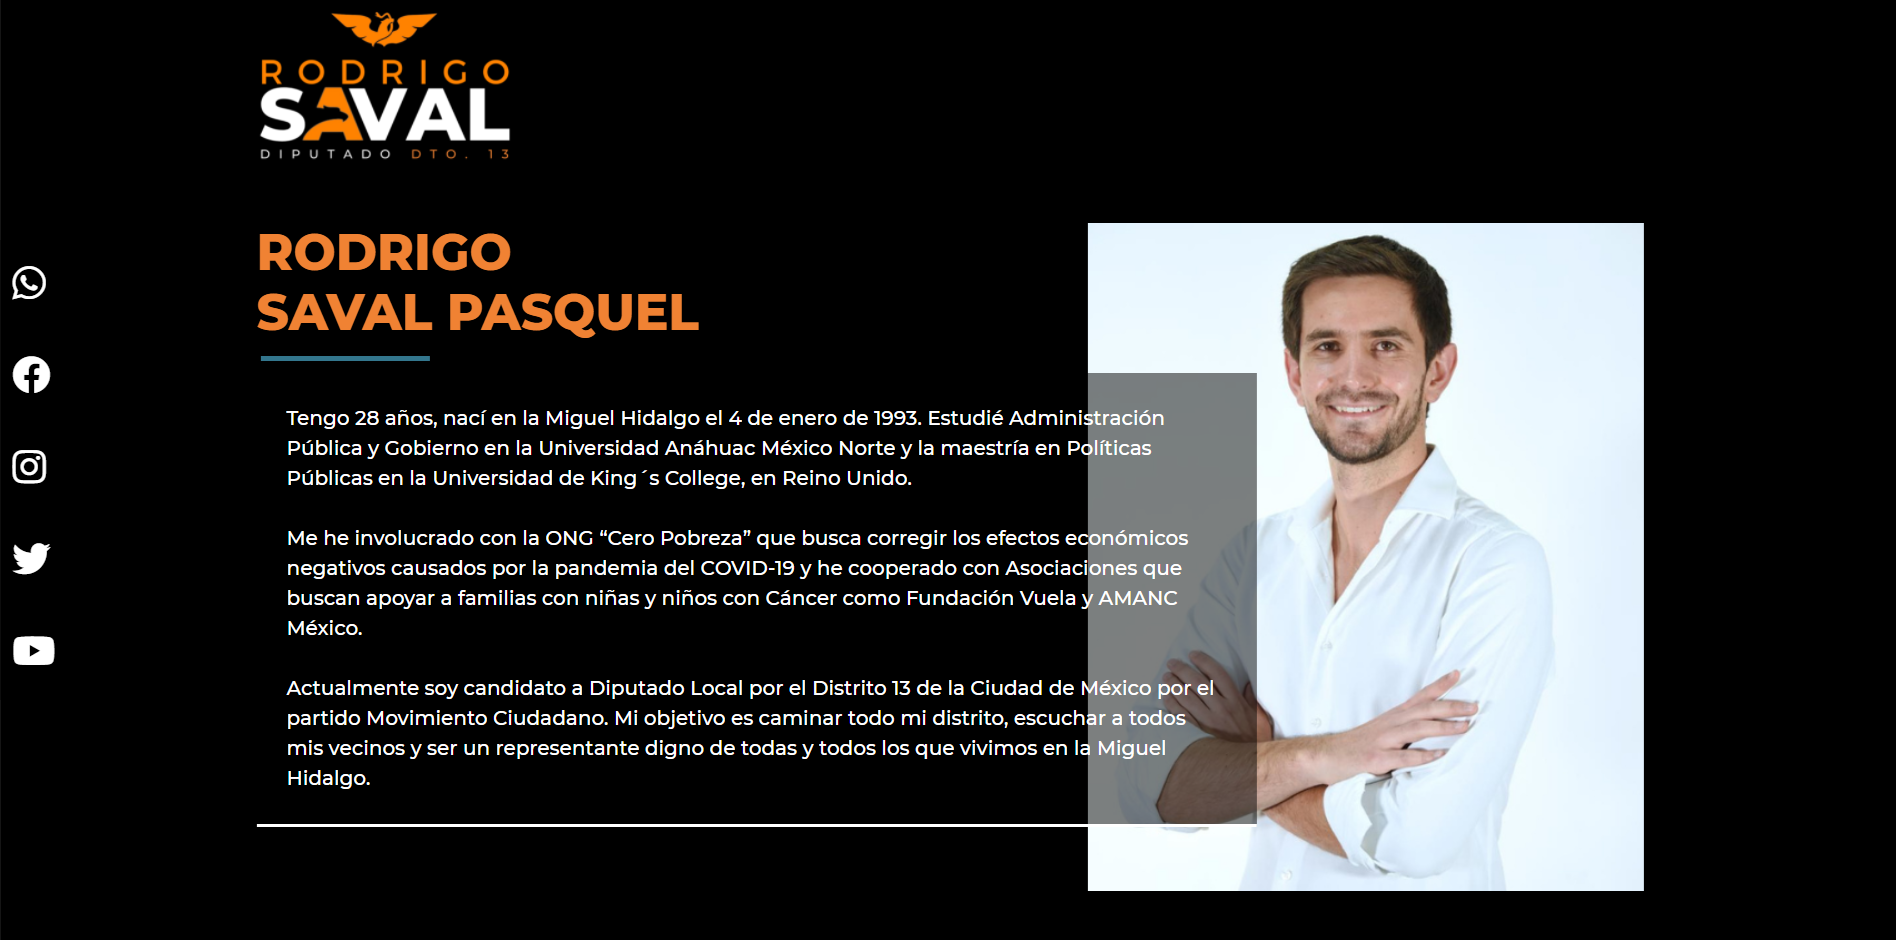 RODRIGO
SAVAL
DIPUTADO DTO. 13
RODRIGO
SAVAL PASQUEL
Tengo 28 años, nací en la Miguel Hidalgo el 4 de enero de 1993. Estudié Administración
Pública y Gobierno en la Universidad Anáhuac México Norte y la maestría en Políticas
Públicas en la Universidad de King´s College, en Reino Unido.
Me he involucrado con la ONG “Cero Pobreza” que busca corregir los efectos económicos
negativos causados por la pandemia del COVID-19 y he cooperado con Asociaciones que
buscan apoyar a familias con niñas y niños con Cáncer como Fundación Vuela y AMANC
México.
Actualmente soy candidato a Diputado Local por el Distrito 13 de la Ciudad de México por el
partido Movimiento Ciudadano. Mi objetivo es caminar todo mi distrito, escuchar a todos
mis vecinos y ser un representante digno de todas y todos los que vivimos en la Miguel
Hidalgo.